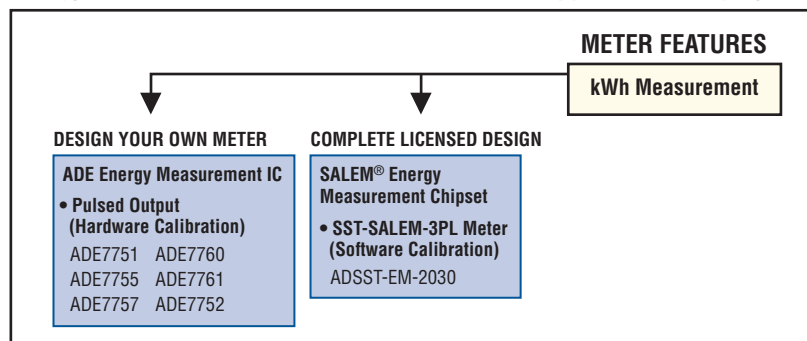 METER FEATURES
kWh Measurement
DESIGN YOUR OWN METER
ADE Energy Measurement IC
• Pulsed Output
(Hardware Calibration)
ADE7751 ADE7760
ADE7755 ADE7761
ADE7757 ADE7752
COMPLETE LICENSED DESIGN
SALEM® Energy
Measurement Chipset
• SST-SALEM-3PL Meter
(Software Calibration)
ADSST-EM-2030